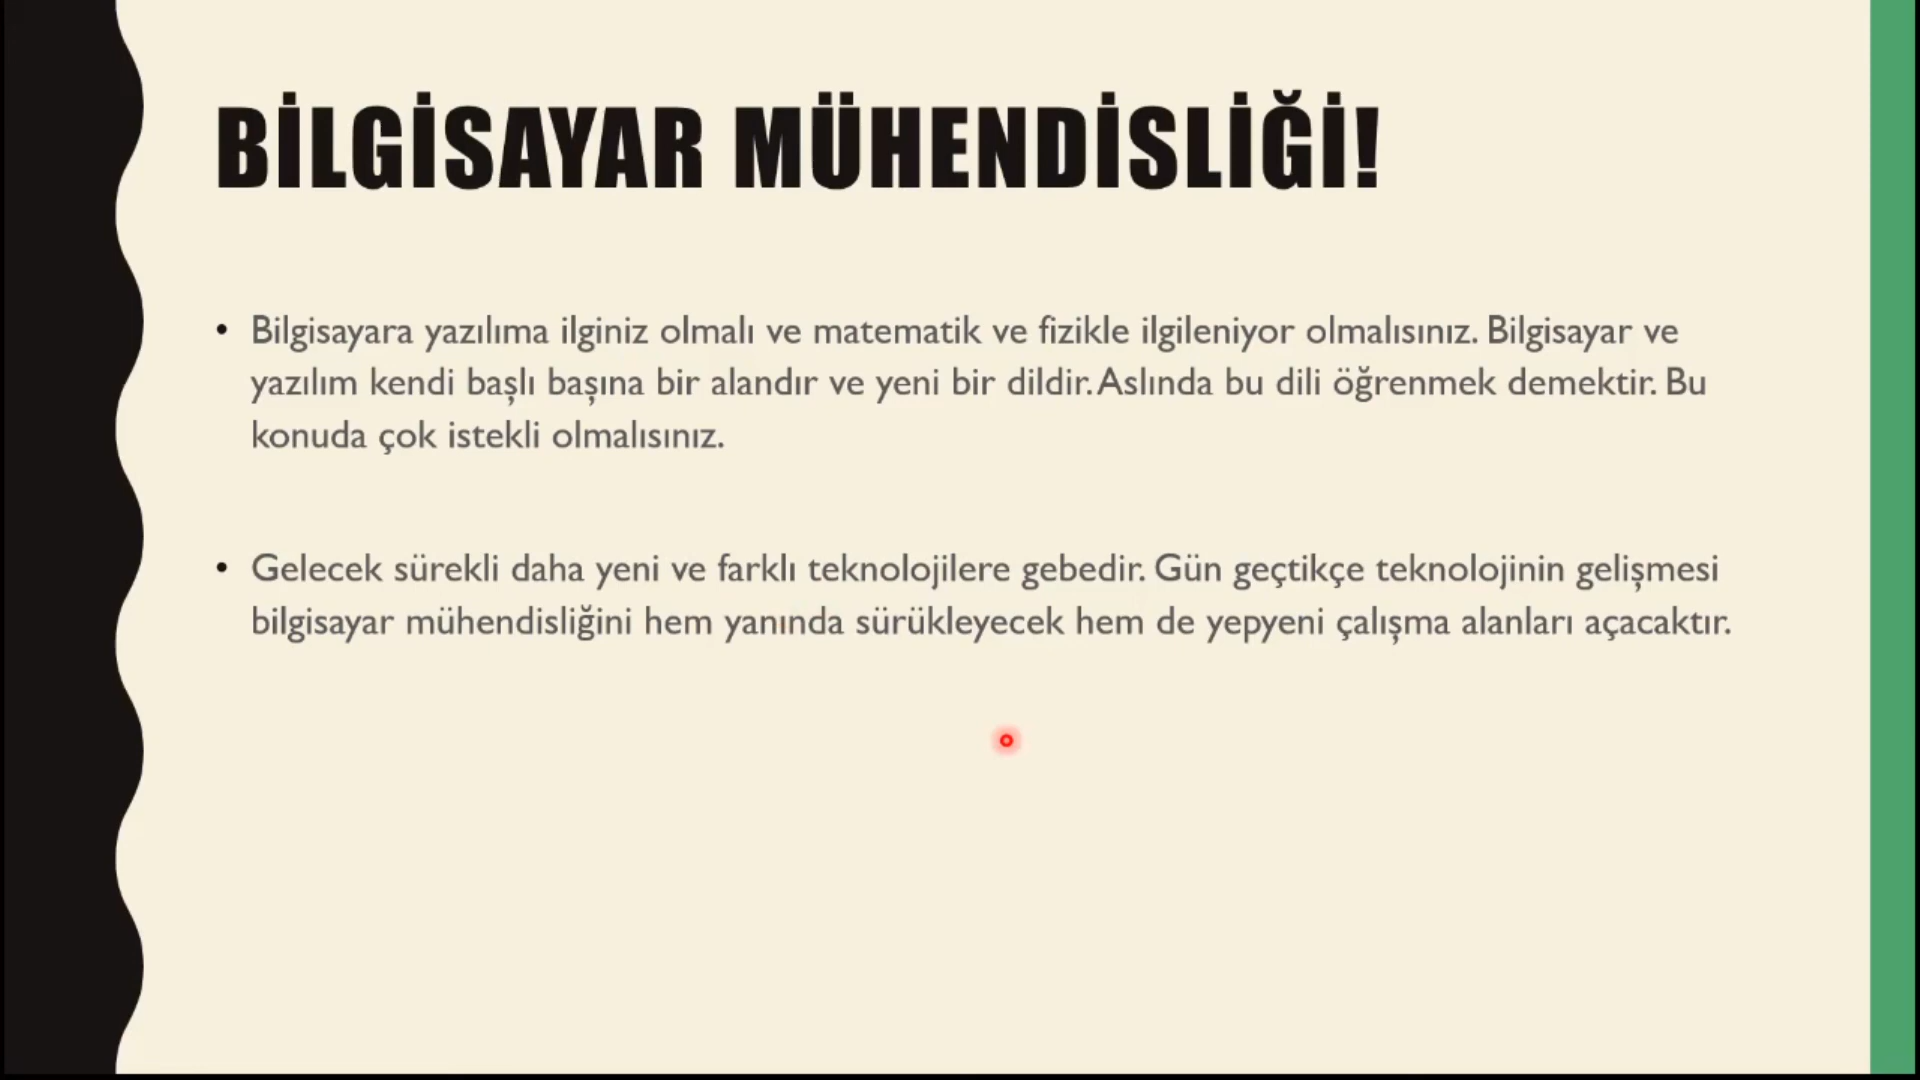 BİLGİSAYAR MÜHENDİSLİĞİ!
• Bilgisayara yazılıma ilginiz olmalı ve matematik ve fizikle ilgileniyor olmalısınız. Bilgisayar ve
yazılım kendi başlı başına bir alandır ve yeni bir dildir. Aslında bu dili öğrenmek demektir. Bu
konuda çok istekli olmalısınız.
• Gelecek sürekli daha yeni ve farklı teknolojilere gebedir. Gün geçtikçe teknolojinin gelişmesi
bilgisayar mühendisliğini hem yanında sürükleyecek hem de yepyeni çalışma alanları açacaktır.